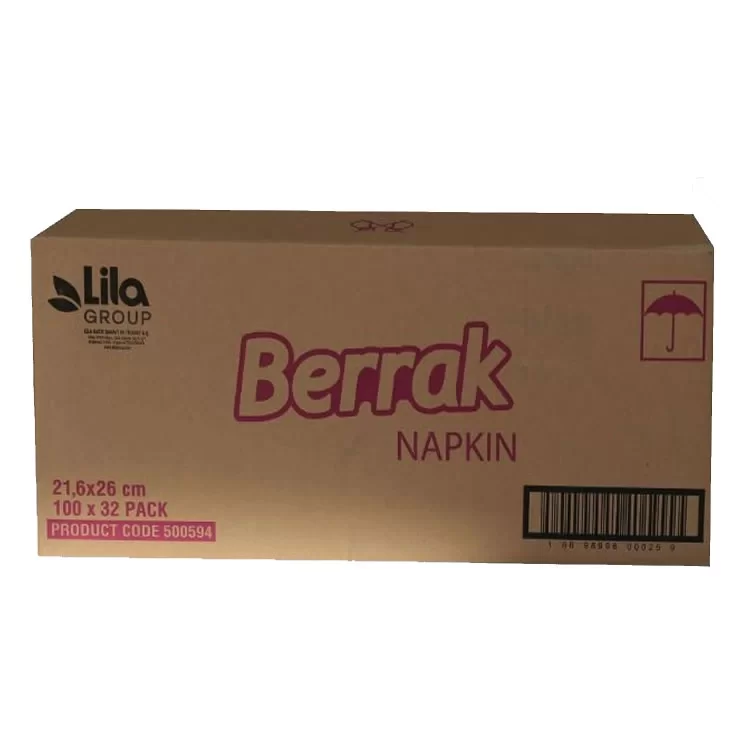 Lila
GROUP
Berrak
NAPKIN
21,6x26 cm
100 x 32 PACK
PRODUCT CODE 500594